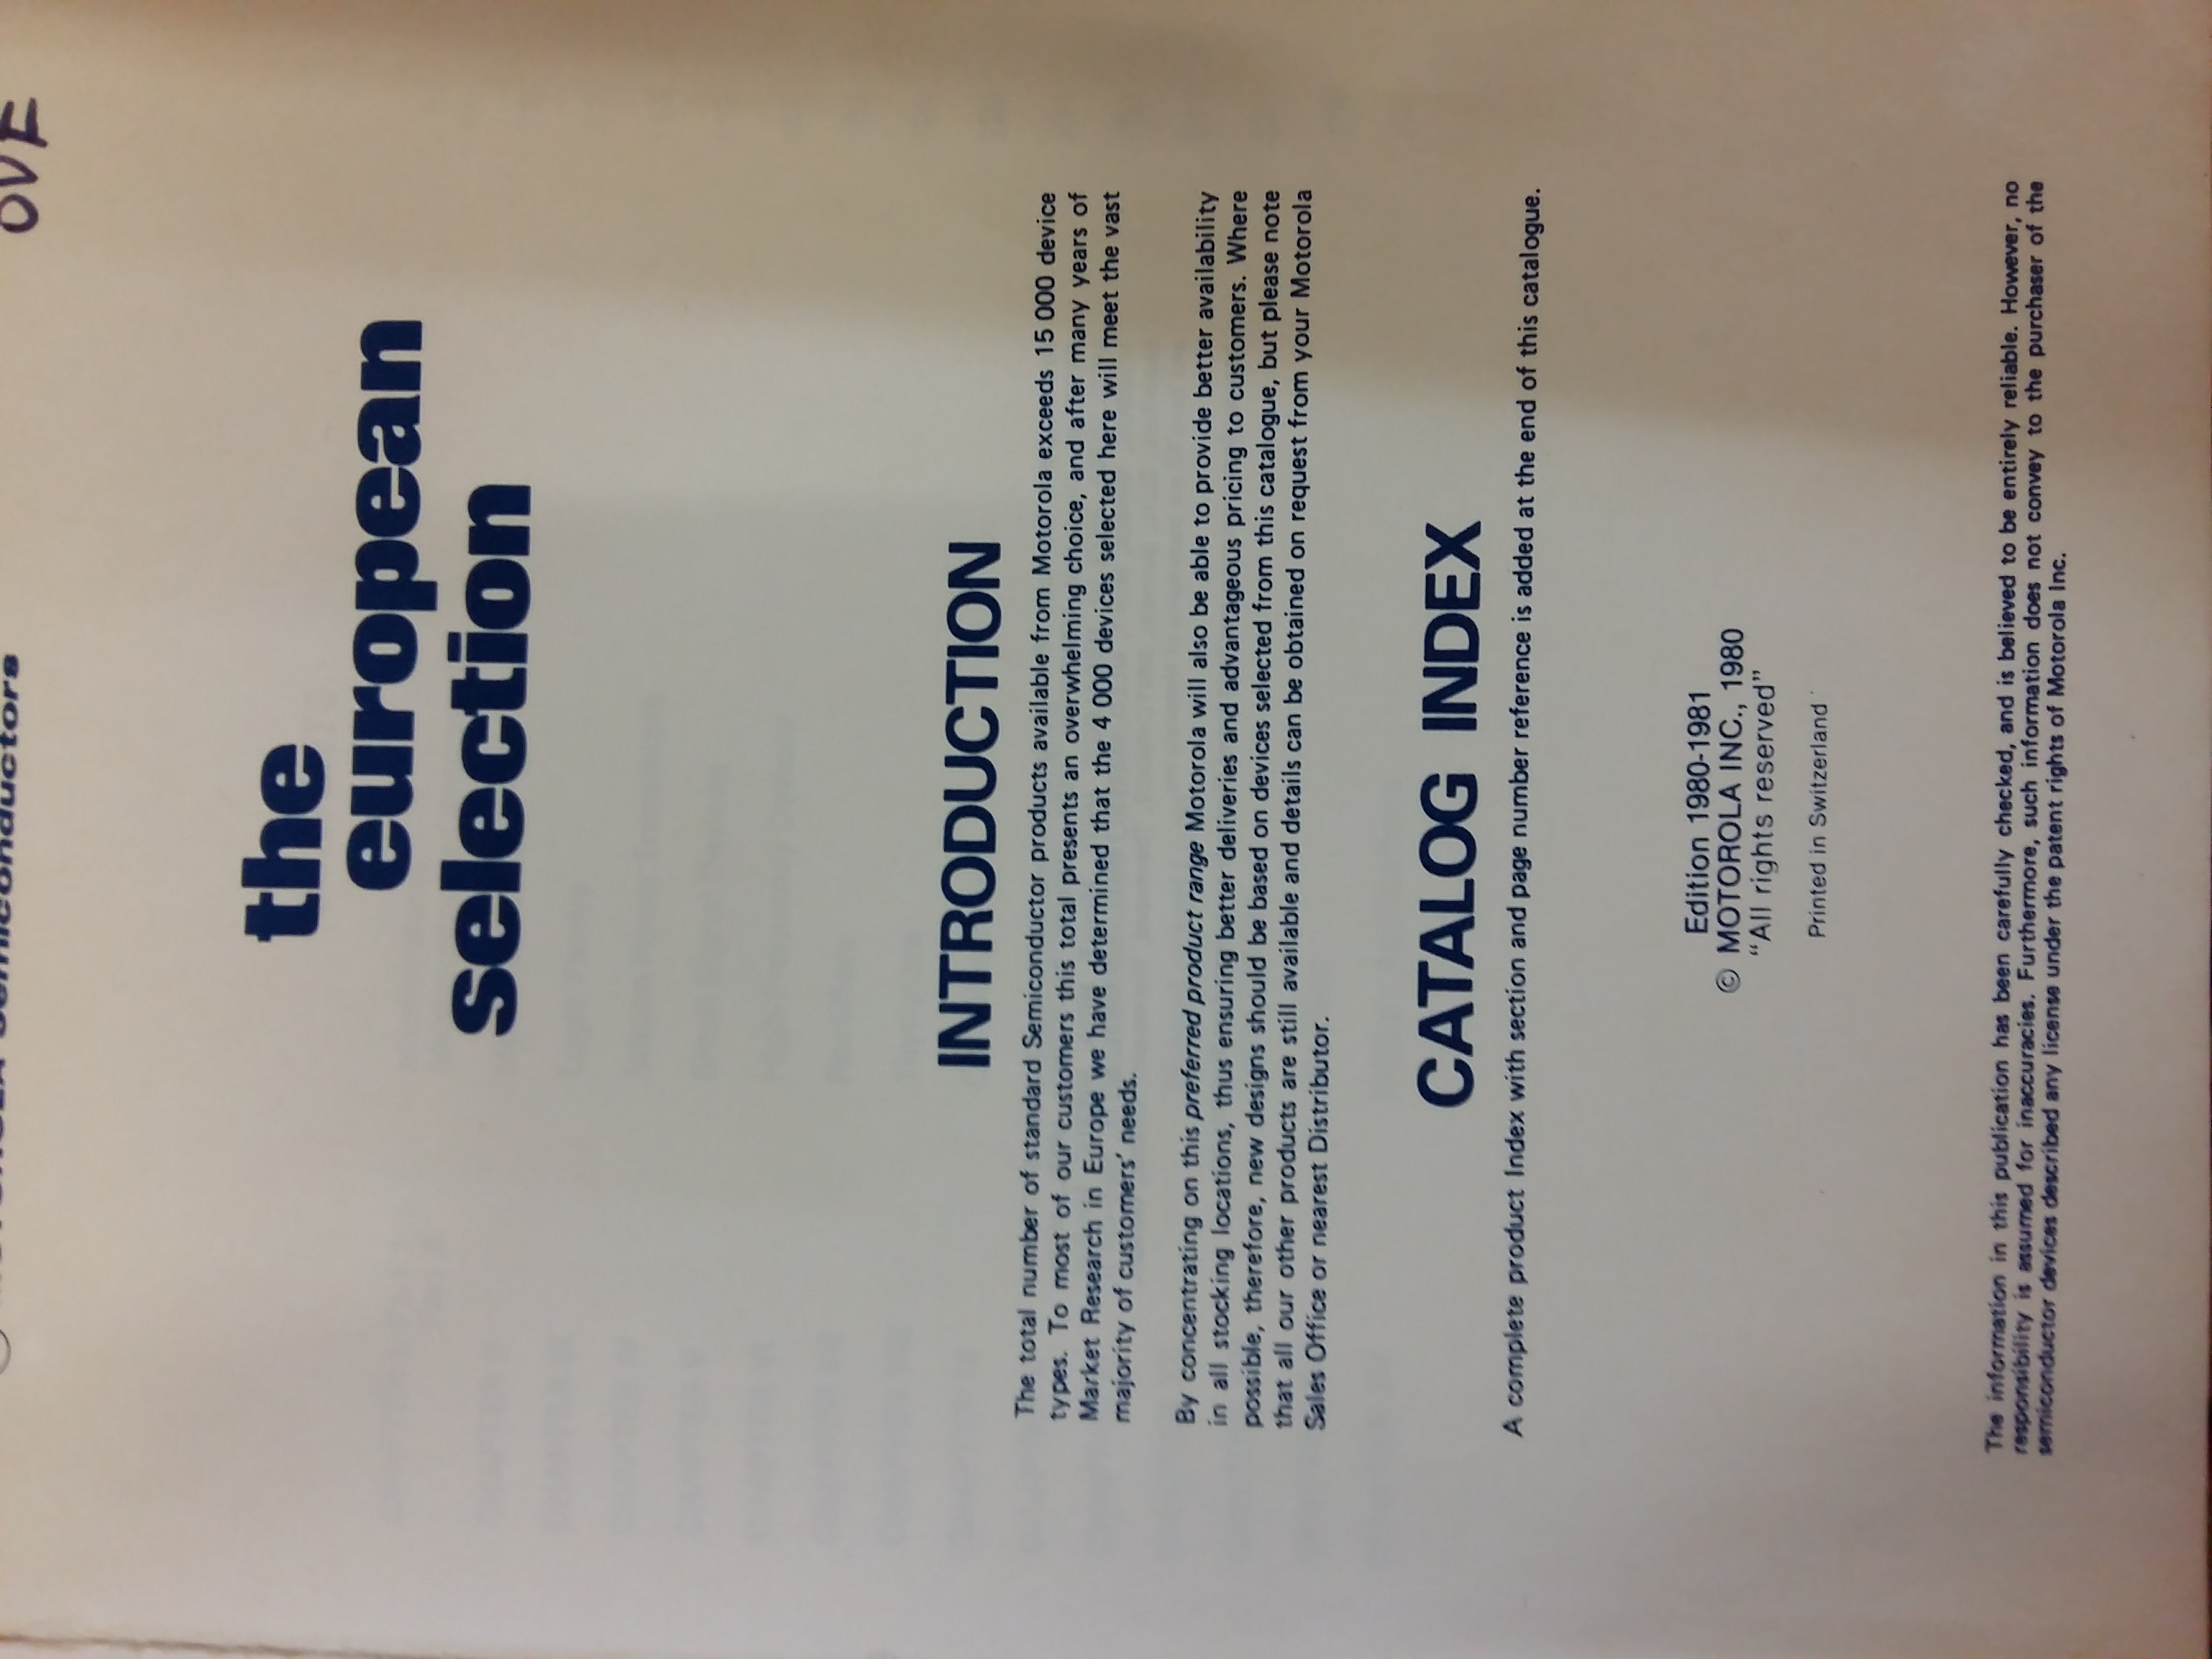 OVE
Semiconductors
the
european
selection
INTRODUCTION
The total number of standard Semiconductor products available from Motorola exceeds 15 000 device
types. To most of our customers this total presents an overwhelming choice, and after many years of
Market Research in Europe we have determined that the 4 000 devices selected here will meet the vast
majority of customers' needs.
By concentrating on this preferred product range Motorola will also be able to provide better availability
in all stocking locations, thus ensuring better deliveries and advantageous pricing to customers. Where
possible, therefore, new designs should be based on devices selected from this catalogue, but please note
that all our other products are still available and details can be obtained on request from your Motorola
Sales Office or nearest Distributor.
CATALOG INDEX
A complete product Index with section and page number reference is added at the end of this catalogue.
Edition 1980-1981
© MOTOROLA INC., 1980
“All rights reserved”
Printed in Switzerland
The information in this publication has been carefully checked, and is believed to be entirely reliable. However, no
responsibility is assumed for inaccuracies. Furthermore, such information does not convey to the purchaser of the
semiconductor devices described any license under the patent rights of Motorola Inc.